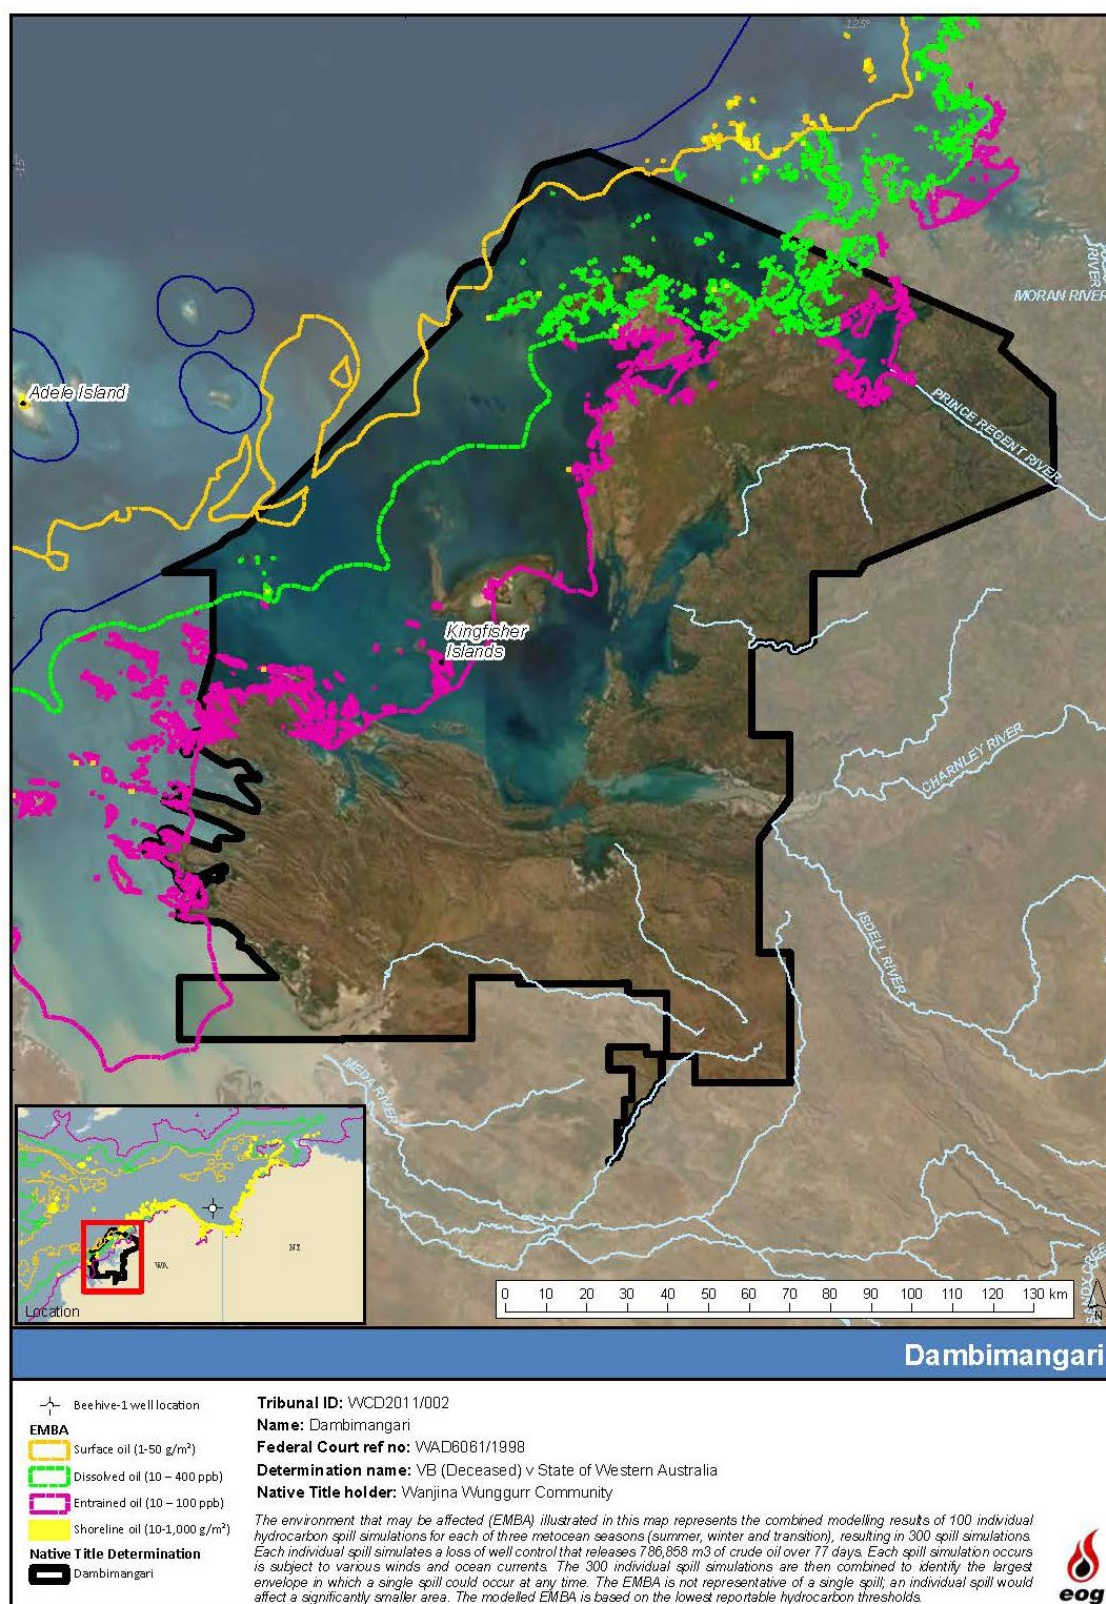 125°
-15°
RIVER
MORAN RIVER
Adele Island
PRINCE REGENT RIVER
Kingfisher
Islands
CHARNLEY RIVER
ISDELL RIVER
MEDA RIVER
WA
NT
Location
0 10 20 30 40 50 60 70 80 90 100 110 120 130 km
N
Dambimangari
Beehive-1 well location
EMBA
Surface oil (1-50 g/m²)
Dissolved oil (10 – 400 ppb)
Entrained oil (10 – 100 ppb)
Shoreline oil (10-1,000 g/m²)
Native Title Determination
Dambimangari
Tribunal ID: WCD2011/002
Name: Dambimangari
Federal Court ref no: WAD6061/1998
Determination name: VB (Deceased) v State of Western Australia
Native Title holder: Wanjina Wunggurr Community
The environment that may be affected (EMBA) illustrated in this map represents the combined modelling results of 100 individual
hydrocarbon spill simulations for each of three metocean seasons (summer, winter and transition), resulting in 300 spill simulations.
Each individual spill simulates a loss of well control that releases 786,858 m3 of crude oil over 77 days. Each spill simulation occurs
is subject to various winds and ocean currents. The 300 individual spill simulations are then combined to identify the largest
envelope in which a single spill could occur at any time. The EMBA is not representative of a single spill; an individual spill would
affect a significantly smaller area. The modelled EMBA is based on the lowest reportable hydrocarbon thresholds.
eog